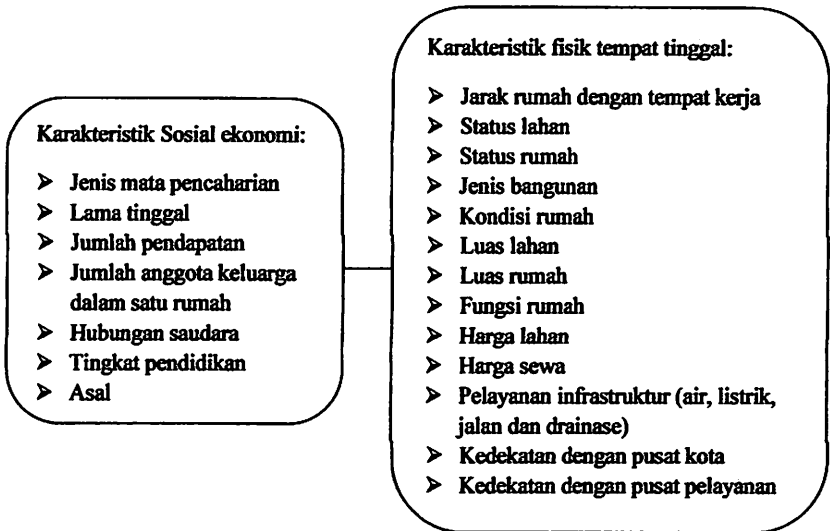 Karakteristik Sosial ekonomi:
➢ Jenis mata pencaharian
➢ Lama tinggal
➢ Jumlah pendapatan
➢ Jumlah anggota keluarga
dalam satu rumah
➢ Hubungan saudara
➢ Tingkat pendidikan
➢ Asal
Karakteristik fisik tempat tinggal:
➢ Jarak rumah dengan tempat kerja
➢ Status lahan
➢ Status rumah
➢ Jenis bangunan
➢ Kondisi rumah
➢ Luas lahan
➢ Luas rumah
➢ Fungsi rumah
➢ Harga lahan
➢ Harga sewa
➢ Pelayanan infrastruktur (air, listrik,
jalan dan drainase)
➢ Kedekatan dengan pusat kota
➢ Kedekatan dengan pusat pelayanan